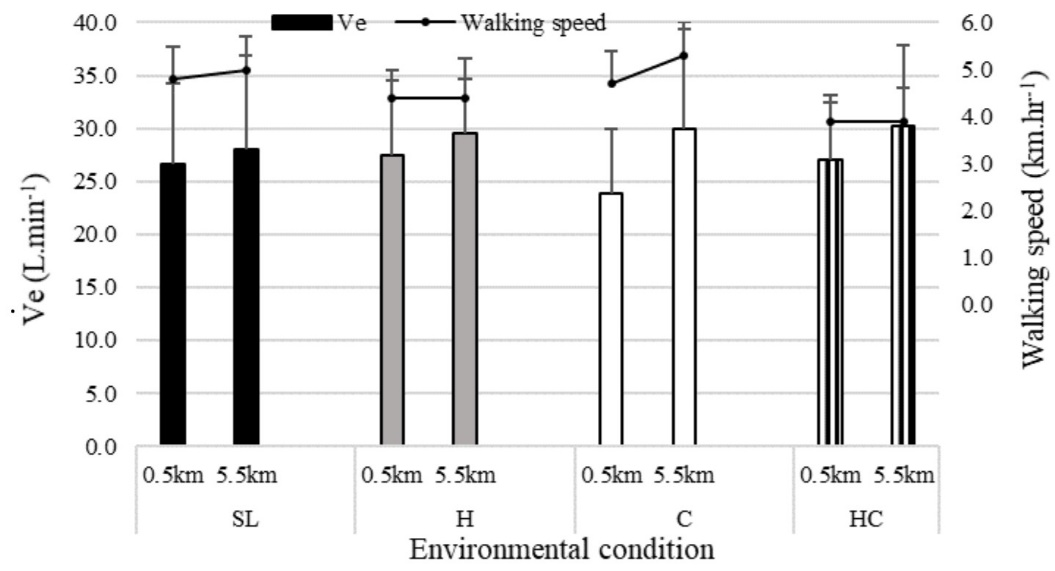 Ve
Walking speed
40.0
35.0
30.0
25.0
20.0
15.0
10.0
5.0
0.0
V̇e (L.min⁻¹)
6.0
5.0
4.0
3.0
2.0
1.0
0.0
Walking speed (km.hr⁻¹)
0.5km 5.5km 0.5km 5.5km 0.5km 5.5km 0.5km 5.5km
SL H C HC
Environmental condition